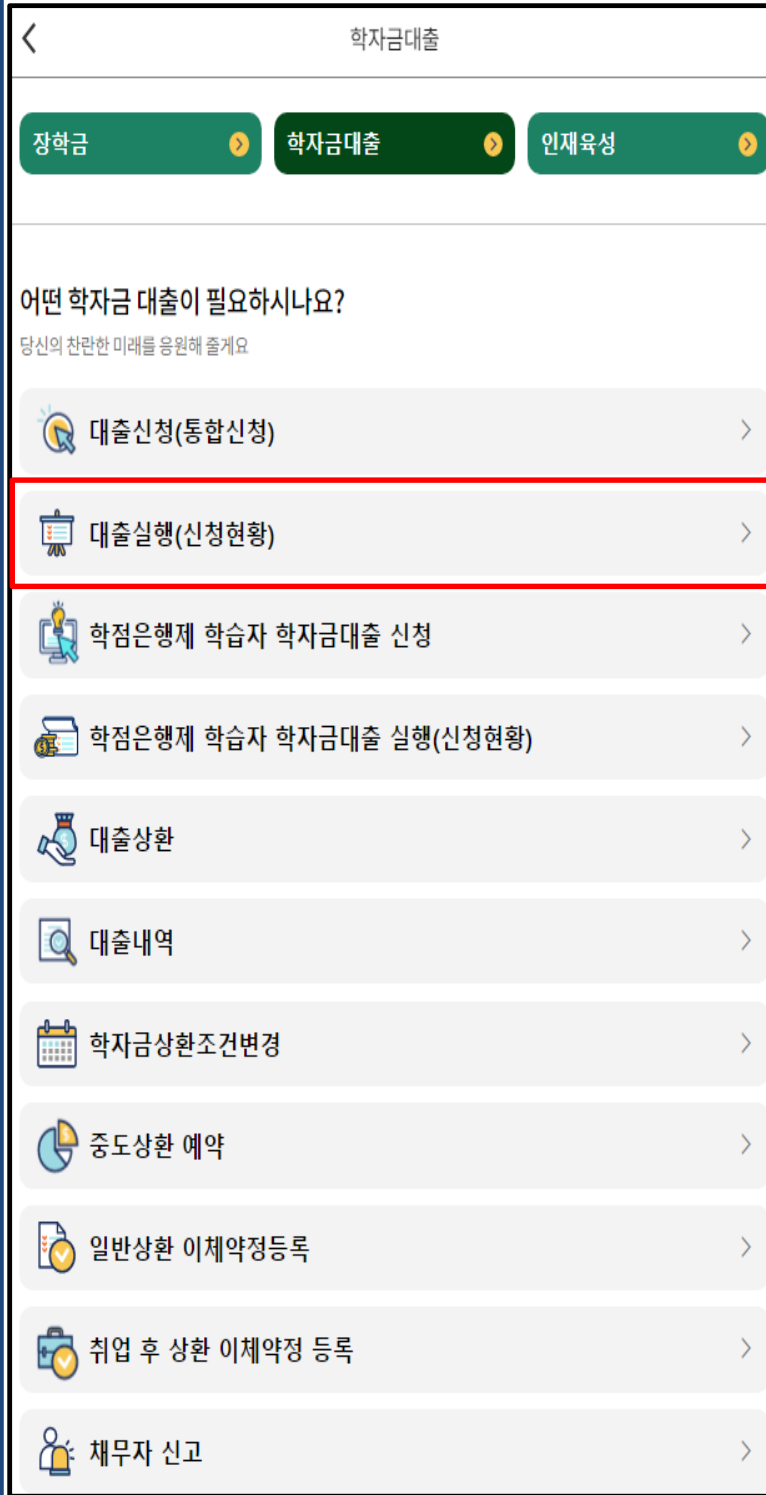 학자금대출
장학금
학자금대출
인재육성
어떤 학자금 대출이 필요하시나요?
당신의 찬란한 미래를 응원해 줄게요
대출신청(통합신청)
대출실행(신청현황)
학점은행제 학습자 학자금대출 신청
학점은행제 학습자 학자금대출 실행(신청현황)
대출상환
대출내역
학자금상환조건변경
중도상환 예약
일반상환 이체약정등록
취업 후 상환 이체약정 등록
채무자 신고